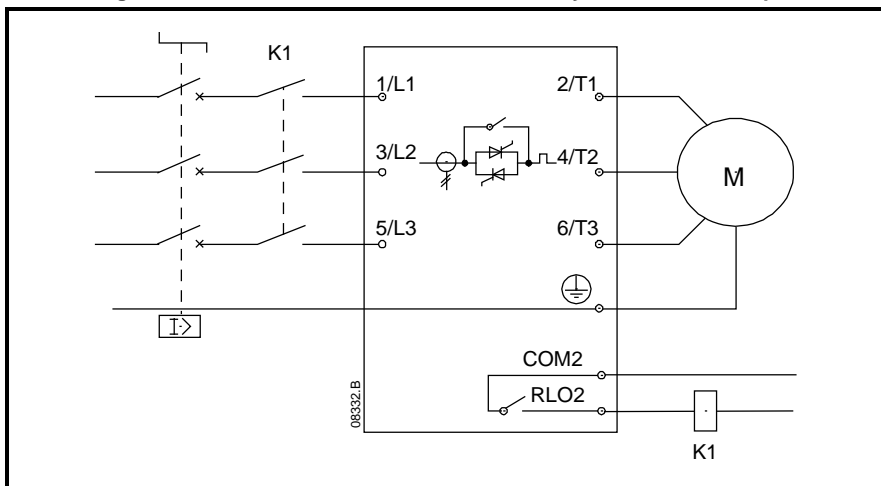 K1
1/L1
2/T1
3/L2
4/T2
M
5/L3
6/T3
I>
COM2
RLO2
08332.B
K1